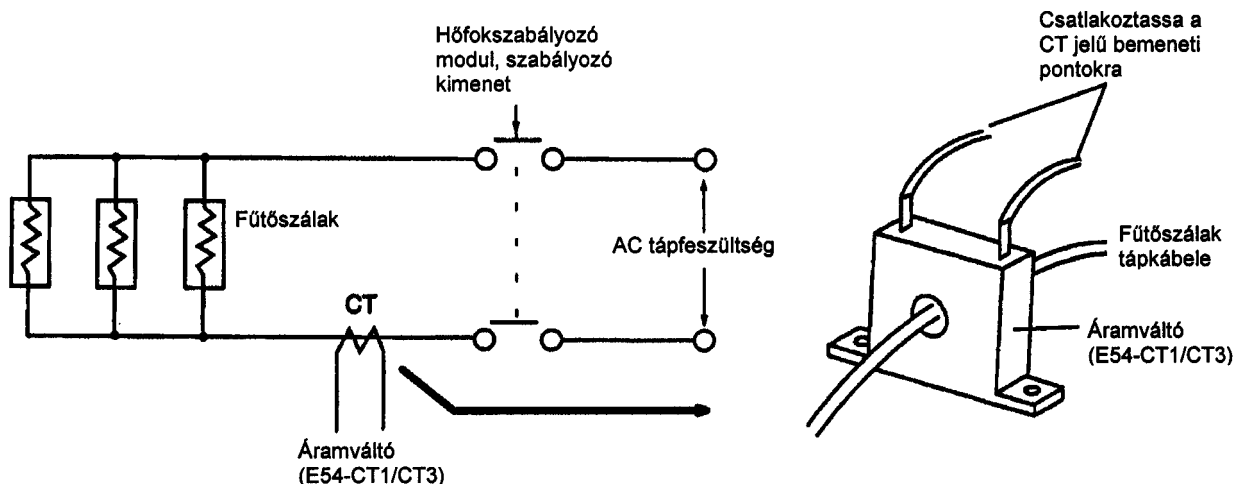 Hőfokszabályozó
modul, szabályozó
kimenet
Fűtőszálak
CT
AC tápfeszültség
Áramváltó
(E54-CT1/CT3)
Csatlakoztassa a
CT jelű bemeneti
pontokra
Fűtőszálak
tápkábele
Áramváltó
(E54-CT1/CT3)